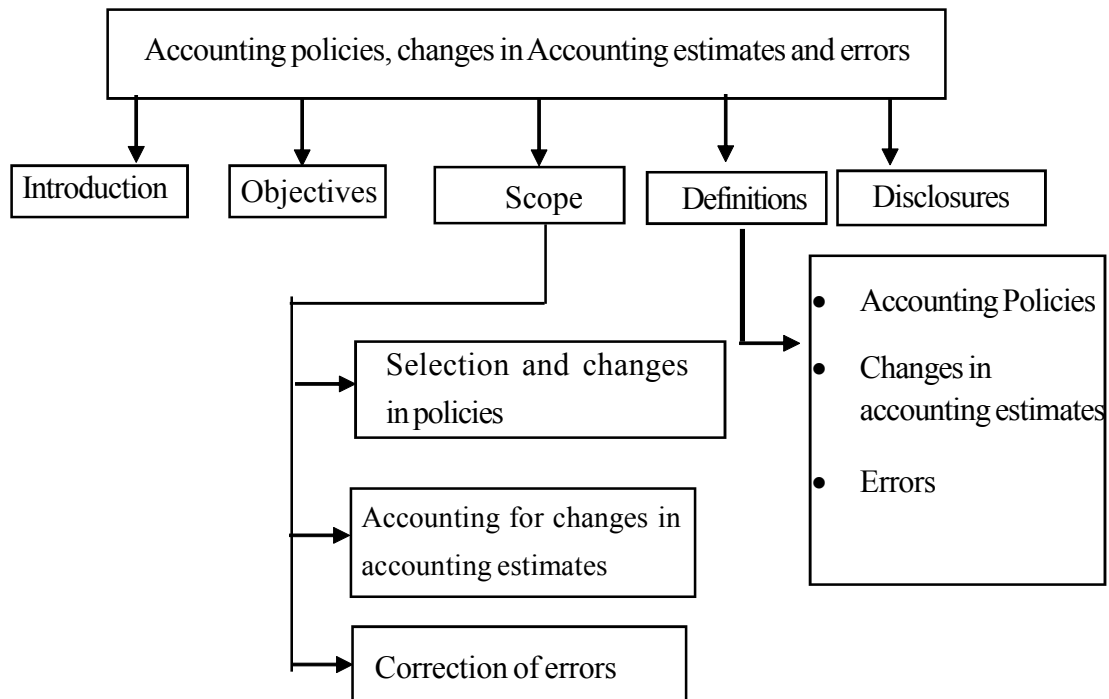 Accounting policies, changes in Accounting estimates and errors
Introduction
Objectives
Scope
Definitions
Disclosures
Selection and changes
in policies
Accounting for changes in
accounting estimates
Correction of errors
• Accounting Policies
• Changes in
accounting estimates
• Errors